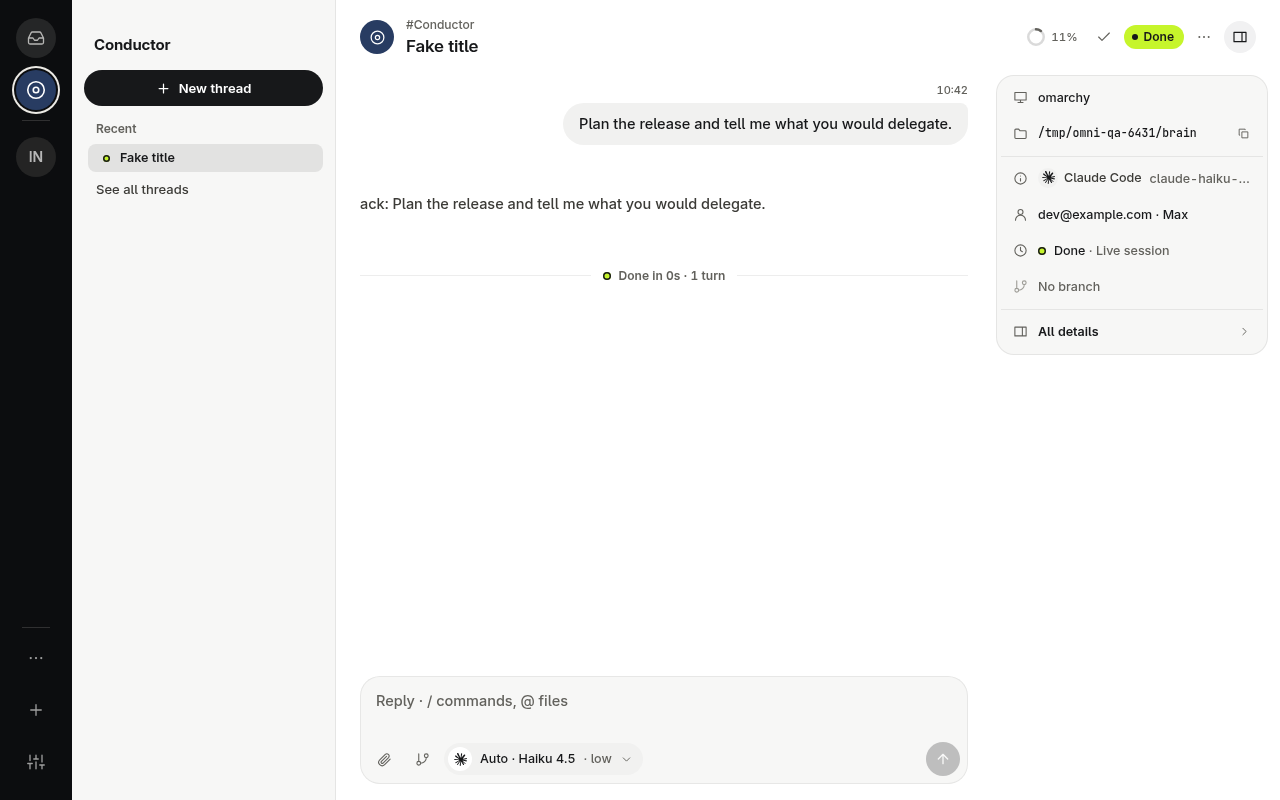 IN
Conductor
New thread
Recent
Fake title
See all threads
#Conductor
Fake title
11%
Done
10:42
Plan the release and tell me what you would delegate.
ack: Plan the release and tell me what you would delegate.
Done in 0s · 1 turn
Reply · / commands, @ files
Auto · Haiku 4.5 · low
omarchy
/tmp/omni-qa-6431/brain
Claude Code claude-haiku-...
dev@example.com · Max
Done · Live session
No branch
All details